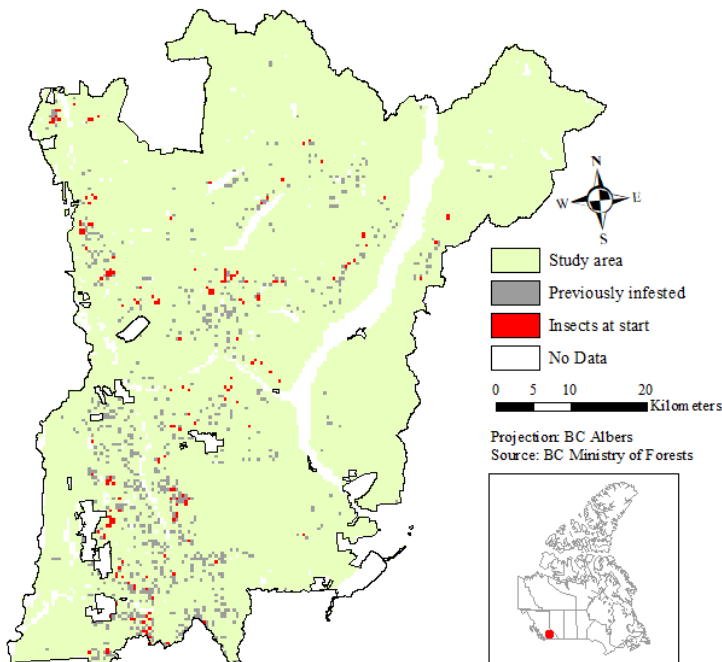 N
W E
S
Study area
Previously infested
Insects at start
No Data
0 5 10 20
Kilometers
Projection: BC Albers
Source: BC Ministry of Forests